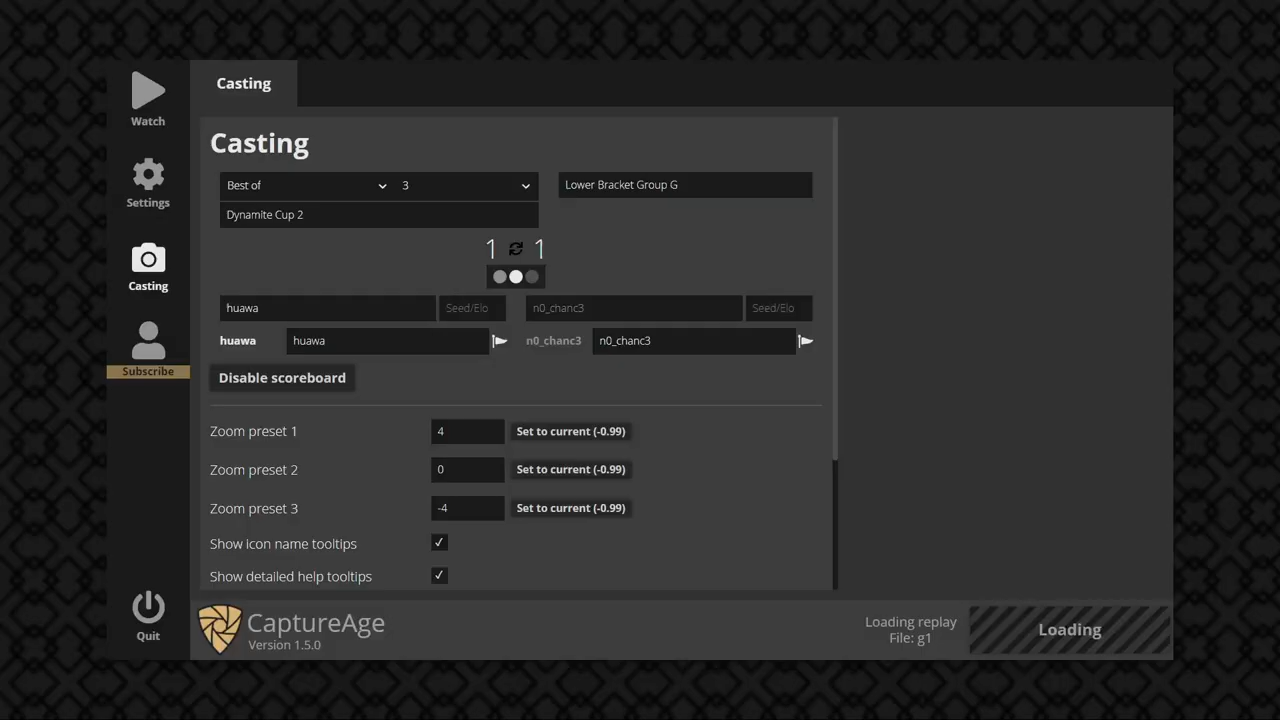 Casting
Watch
Casting
Best of 3 Lower Bracket Group G
Settings
Dynamite Cup 2
1 1
Casting
huawa Seed/Elo n0_chanc3 Seed/Elo
huawa huawa n0_chanc3 n0_chanc3
Subscribe
Disable scoreboard
Zoom preset 1 4 Set to current (-0.99)
Zoom preset 2 0 Set to current (-0.99)
Zoom preset 3 -4 Set to current (-0.99)
Show icon name tooltips
Show detailed help tooltips
Quit
CaptureAge
Version 1.5.0
Loading replay
File: g1
Loading